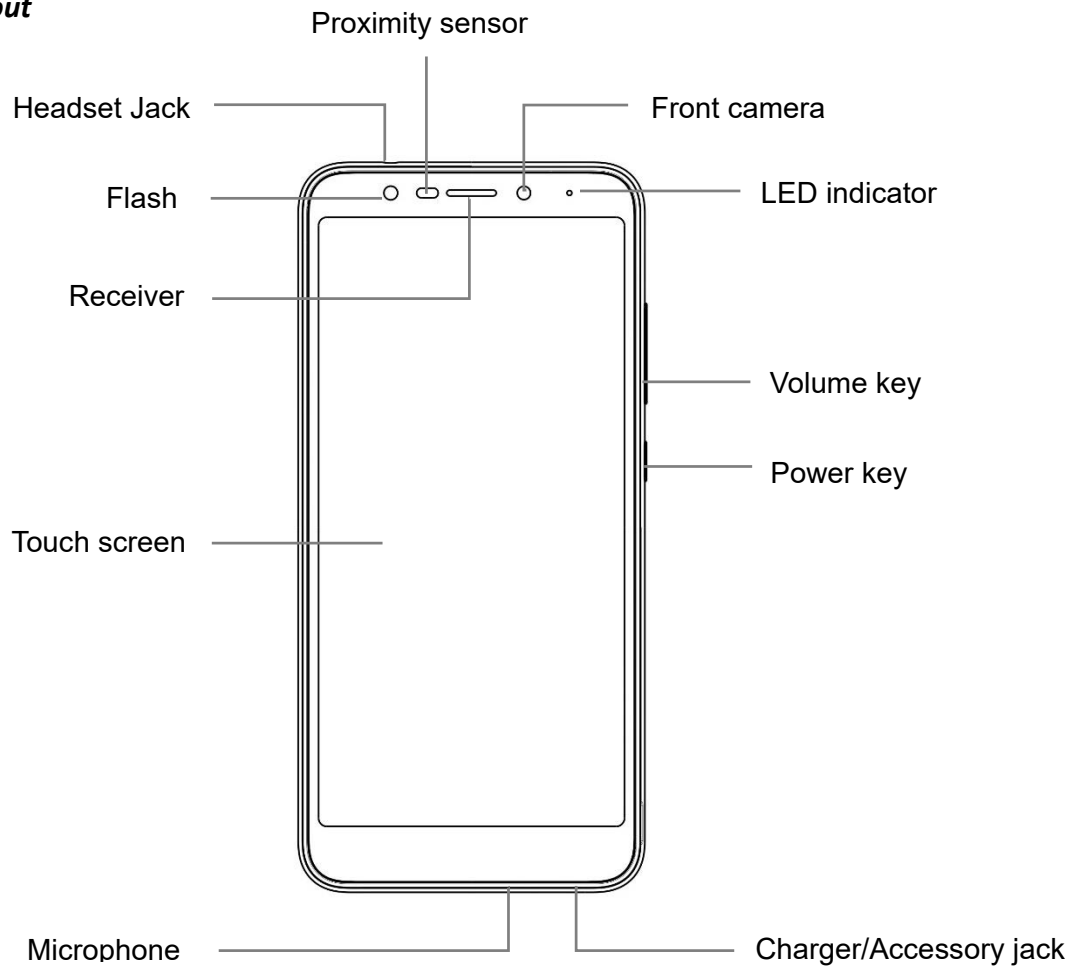 Proximity sensor
Headset Jack
Front camera
Flash
LED indicator
Receiver
Volume key
Power key
Touch screen
Microphone
Charger/Accessory jack